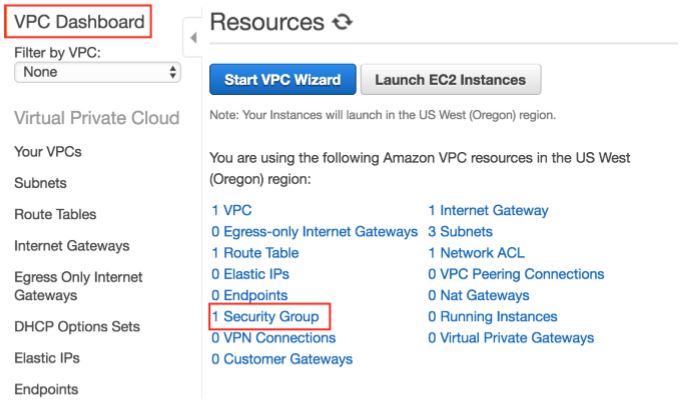 VPC Dashboard
Filter by VPC:
None
Virtual Private Cloud
Your VPCs
Subnets
Route Tables
Internet Gateways
Egress Only Internet
Gateways
DHCP Options Sets
Elastic IPs
Endpoints
Resources
Start VPC Wizard
Launch EC2 Instances
Note: Your Instances will launch in the US West (Oregon) region.
You are using the following Amazon VPC resources in the US West
(Oregon) region:
1 VPC
1 Internet Gateway
0 Egress-only Internet Gateways
3 Subnets
1 Route Table
1 Network ACL
0 Elastic IPs
0 VPC Peering Connections
0 Endpoints
0 Nat Gateways
1 Security Group
0 Running Instances
0 VPN Connections
0 Virtual Private Gateways
0 Customer Gateways